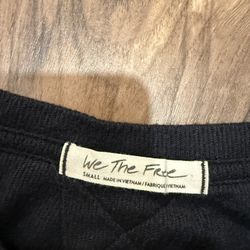 We The Free
SMALL MADE IN VIETNAM / FABRIQUÉ VIETNAM